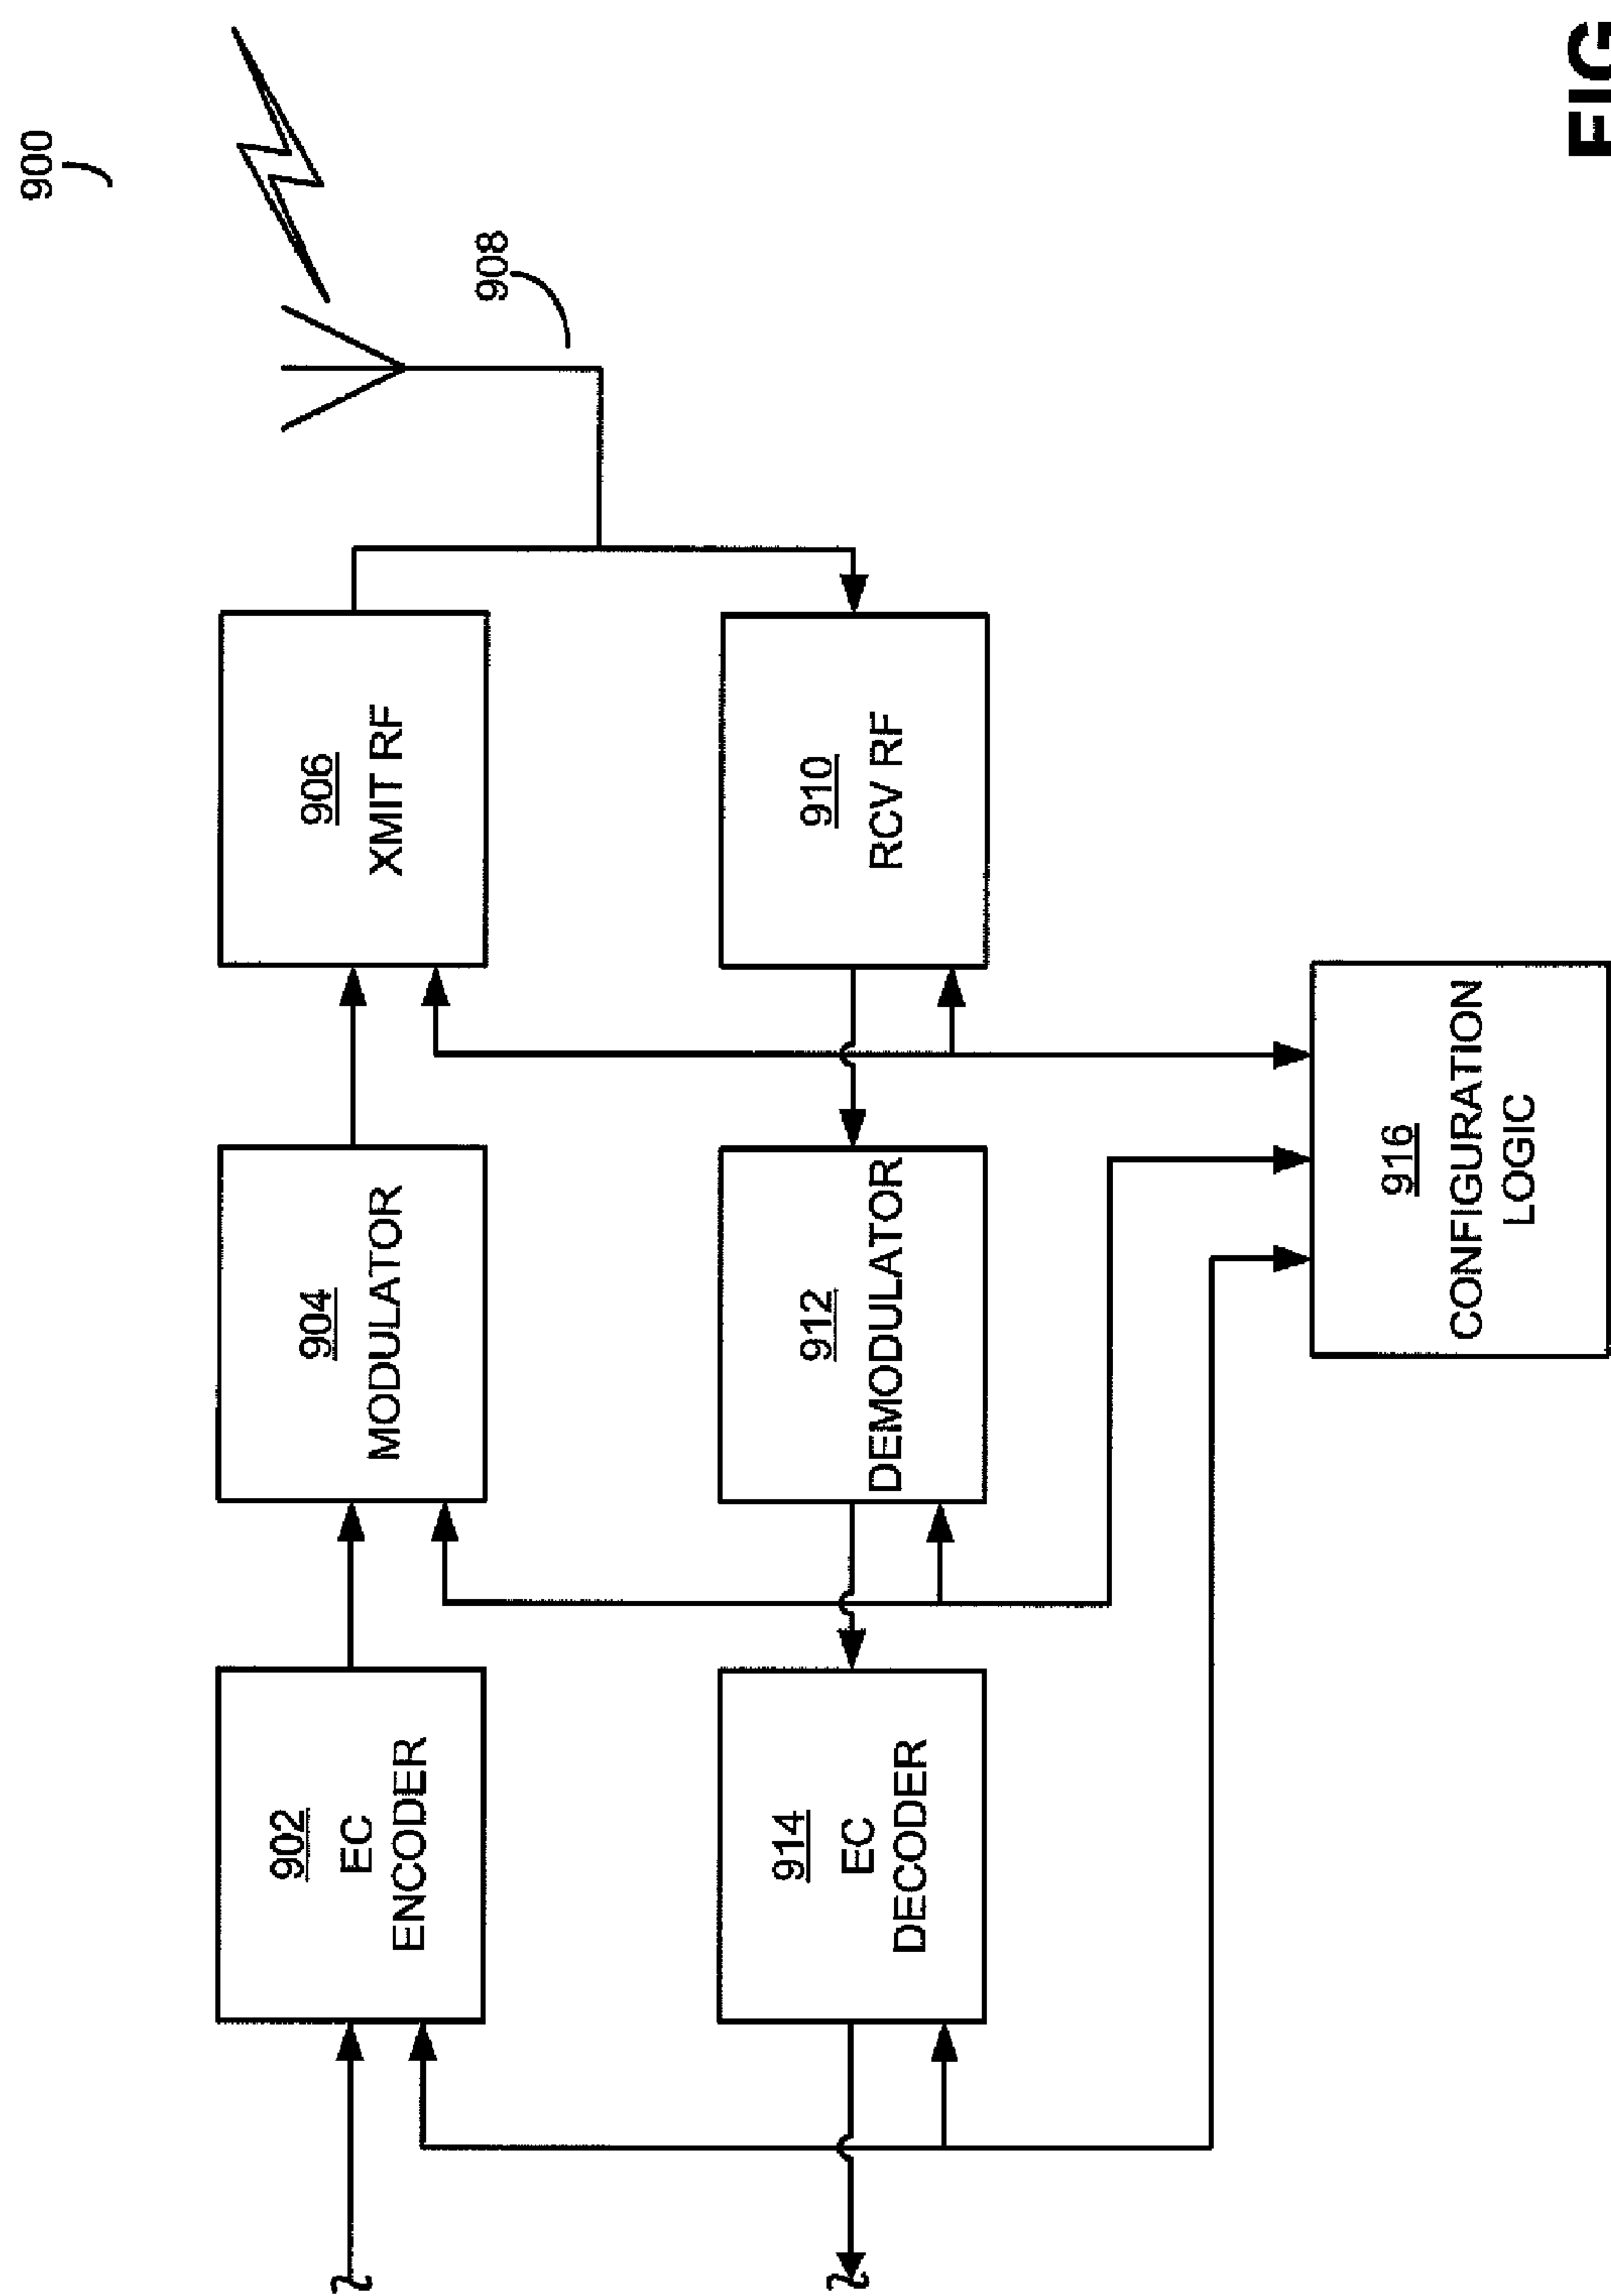 900
908
902
EC
ENCODER
904
MODULATOR
906
XMIT RF
914
EC
DECODER
912
DEMODULATOR
910
RCV RF
916
CONFIGURATION
LOGIC
FIG